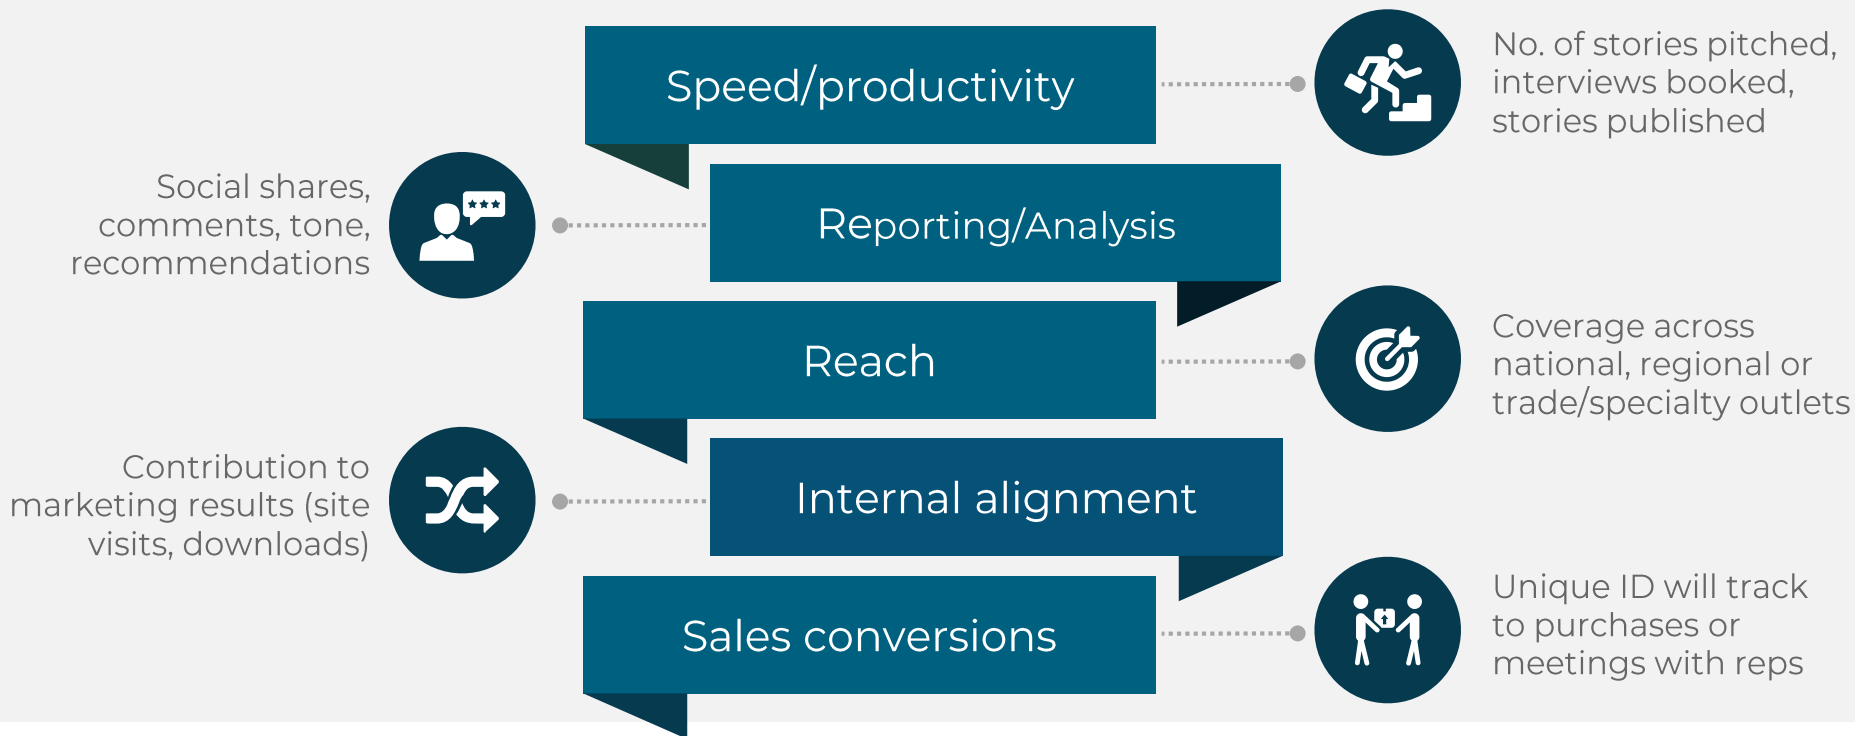 Speed/productivity
No. of stories pitched,
interviews booked,
stories published
Social shares,
comments, tone,
recommendations
Reporting/Analysis
Reach
Coverage across
national, regional or
trade/specialty outlets
Contribution to
marketing results (site
visits, downloads)
Internal alignment
Sales conversions
Unique ID will track
to purchases or
meetings with reps